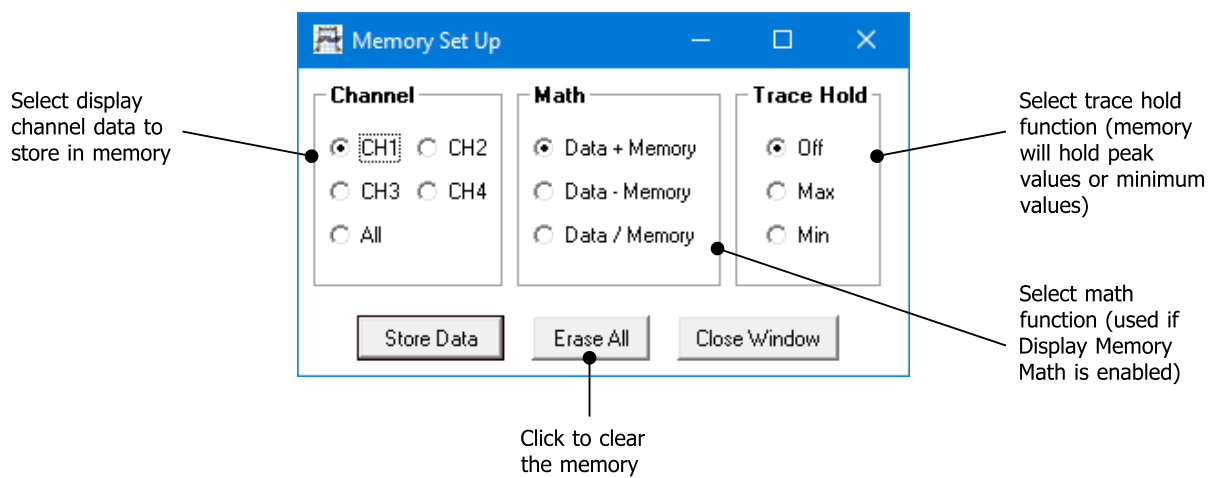 Memory Set Up
Select display
channel data to
store in memory
Channel
CH1 CH2
CH3 CH4
All
Math
Data + Memory
Data - Memory
Data / Memory
Trace Hold
Off
Max
Min
Select trace hold
function (memory
will hold peak
values or minimum
values)
Select math
function (used if
Display Memory
Math is enabled)
Store Data Erase All Close Window
Click to clear
the memory